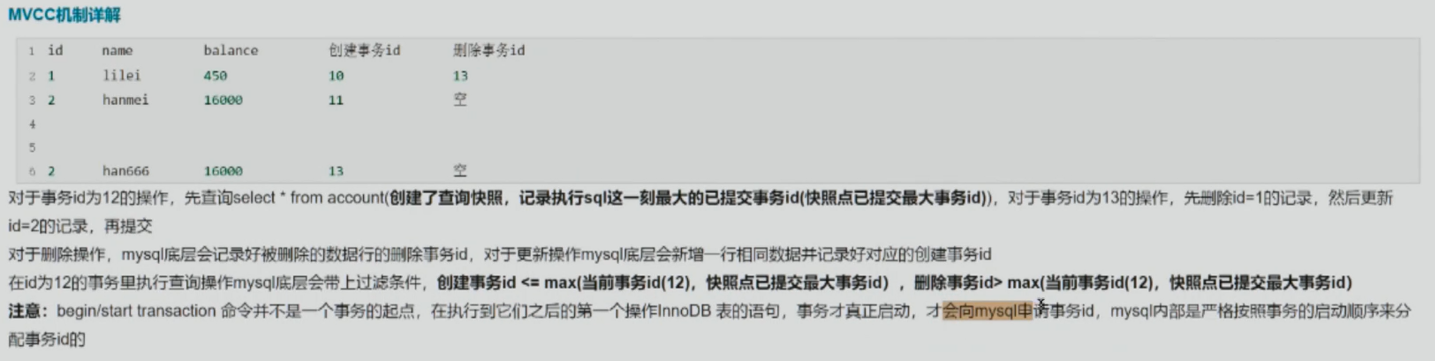 MVCC机制详解
1 id name balance 创建事务id 删除事务id
2 1 lilei 450 10 13
3 2 hanmei 16000 11 空
4
5
6 2 han666 16000 13 空
对于事务id为12的操作，先查询select * from account(创建了查询快照，记录执行sql这一刻最大的已提交事务id(快照点已提交最大事务id))，对于事务id为13的操作，先删除id=1的记录，然后更新
id=2的记录，再提交
对于删除操作，mysql底层会记录好被删除的数据行的删除事务id，对于更新操作mysql底层会新增一行相同数据并记录好对应的创建事务id
在id为12的事务里执行查询操作mysql底层会带上过滤条件，创建事务id <= max(当前事务id(12)，快照点已提交最大事务id），删除事务id> max(当前事务id(12)，快照点已提交最大事务id)
注意：begin/start transaction 命令并不是一个事务的起点，在执行到它们之后的第一个操作InnoDB 表的语句，事务才真正启动，才会向mysql申请事务id，mysql内部是严格按照事务的启动顺序来分
配事务id的